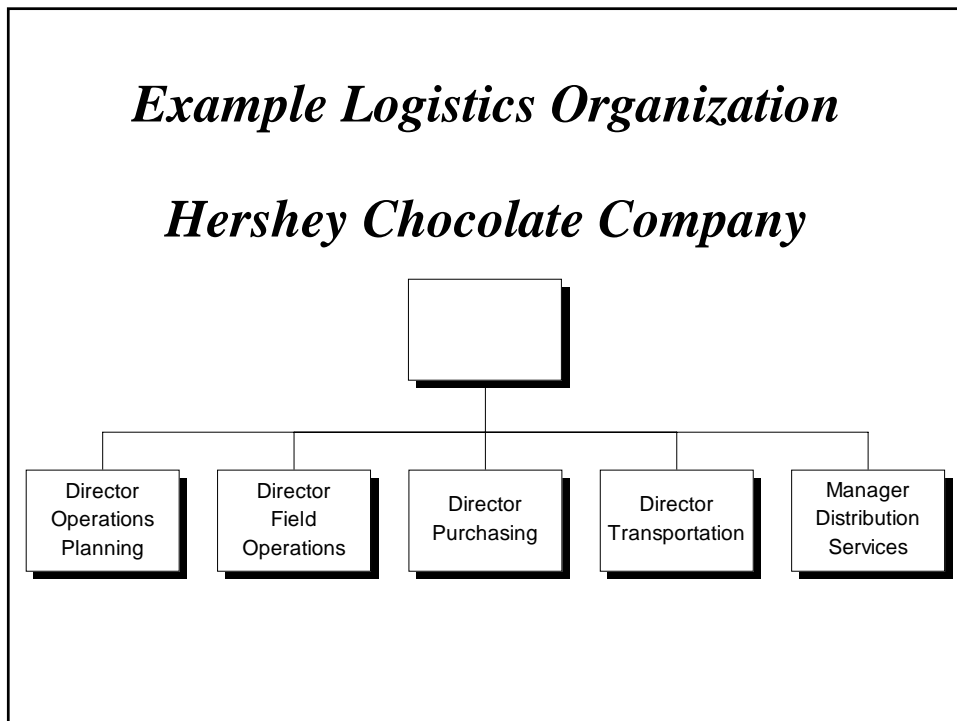 Example Logistics Organization
Hershey Chocolate Company
Director
Operations
Planning
Director
Field
Operations
Director
Purchasing
Director
Transportation
Manager
Distribution
Services